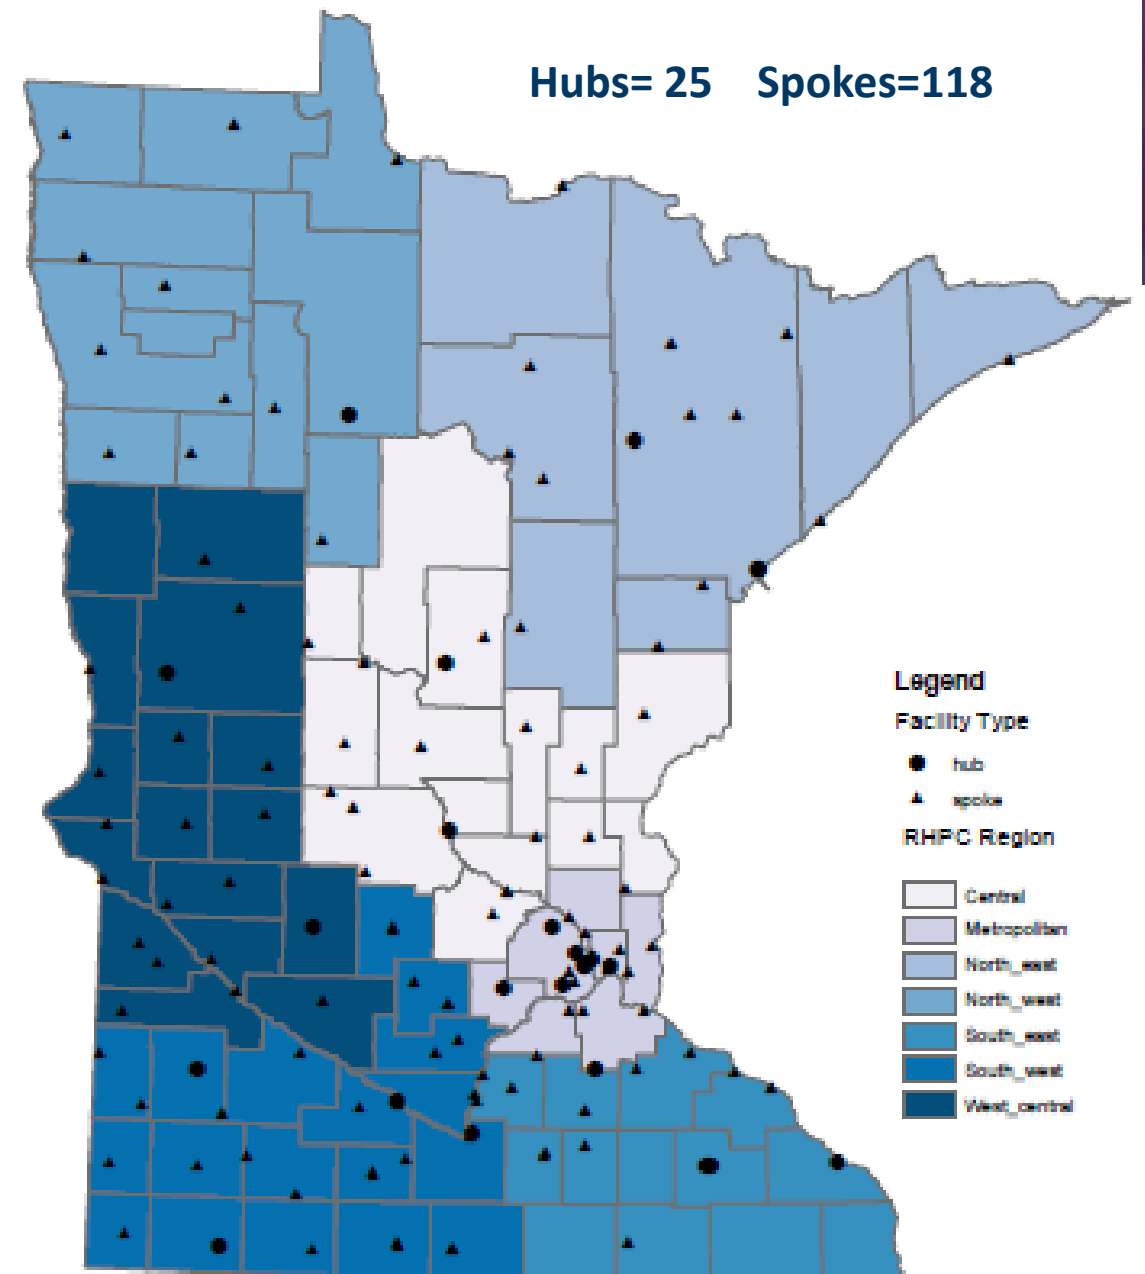 Hubs= 25 Spokes=118
Legend
Facility Type
hub
spoke
RHPC Region
Central
Metropolitan
North_east
North_west
South_east
South_west
West_central